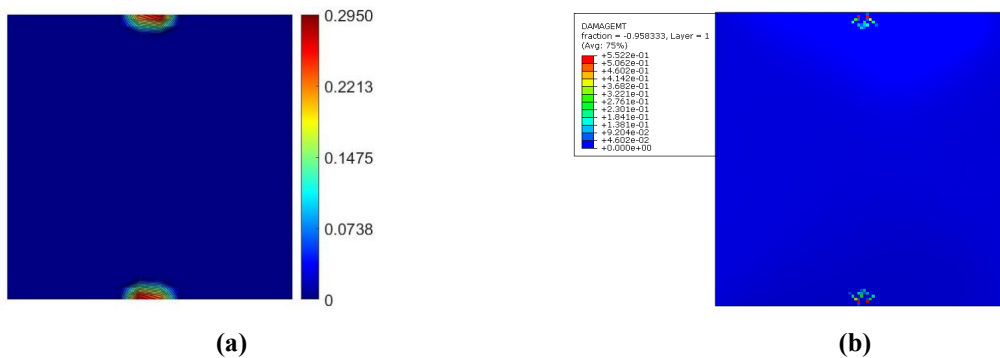 0.2950
0.2213
0.1475
0.0738
0
(a)
DAMAGEMT
fraction = -0.958333, Layer = 1
(Avg: 75%)
+5.522e-01
+5.062e-01
+4.602e-01
+4.142e-01
+3.682e-01
+3.221e-01
+2.761e-01
+2.301e-01
+1.841e-01
+1.381e-01
+9.204e-02
+4.602e-02
+0.000e+00
(b)